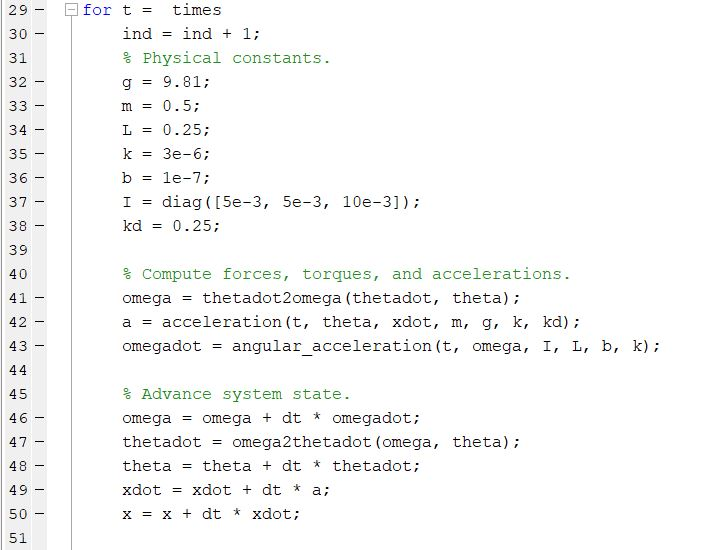 29 - for t =  times
30 -     ind = ind + 1;
31       % Physical constants.
32 -     g = 9.81;
33 -     m = 0.5;
34 -     L = 0.25;
35 -     k = 3e-6;
36 -     b = 1e-7;
37 -     I = diag([5e-3, 5e-3, 10e-3]);
38 -     kd = 0.25;
39
40       % Compute forces, torques, and accelerations.
41 -     omega = thetadot2omega(thetadot, theta);
42 -     a = acceleration(t, theta, xdot, m, g, k, kd);
43 -     omegadot = angular_acceleration(t, omega, I, L, b, k);
44
45       % Advance system state.
46 -     omega = omega + dt * omegadot;
47 -     thetadot = omega2thetadot(omega, theta);
48 -     theta = theta + dt * thetadot;
49 -     xdot = xdot + dt * a;
50 -     x = x + dt * xdot;
51